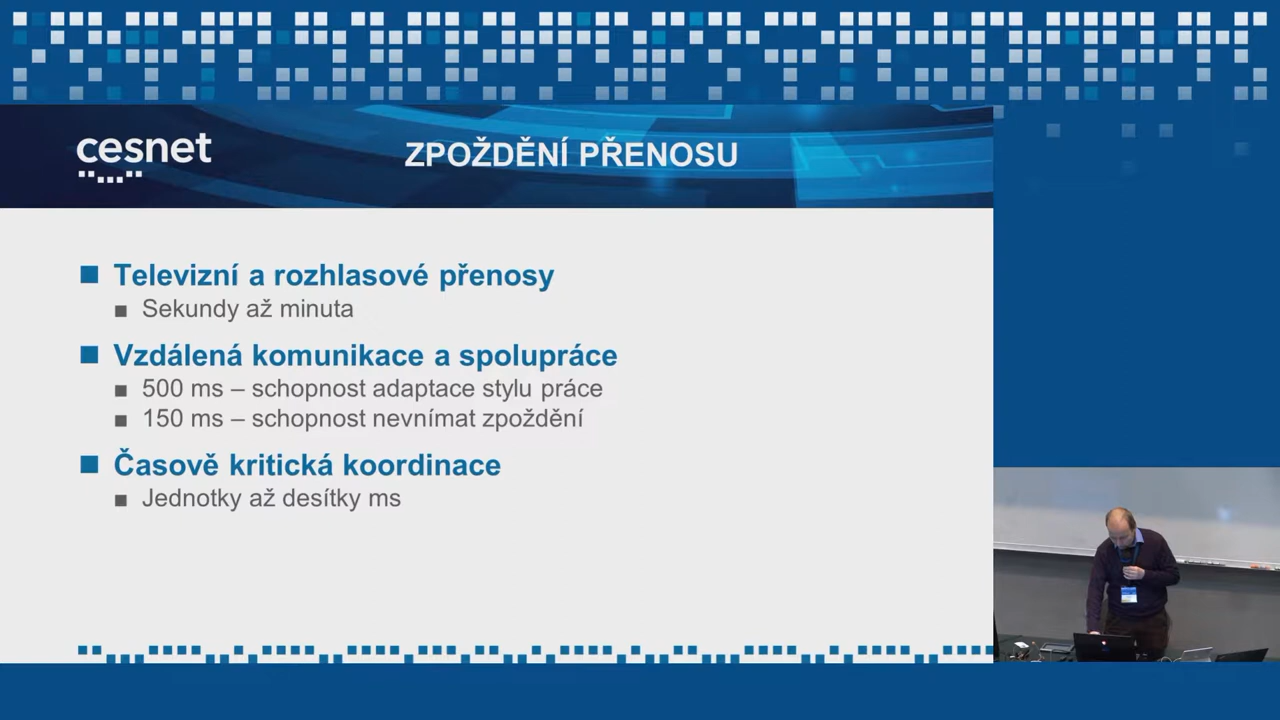 cesnet
ZPOŽDĚNÍ PŘENOSU
Televizní a rozhlasové přenosy
Sekundy až minuta
Vzdálená komunikace a spolupráce
500 ms – schopnost adaptace stylu práce
150 ms – schopnost nevnímat zpoždění
Časově kritická koordinace
Jednotky až desítky ms